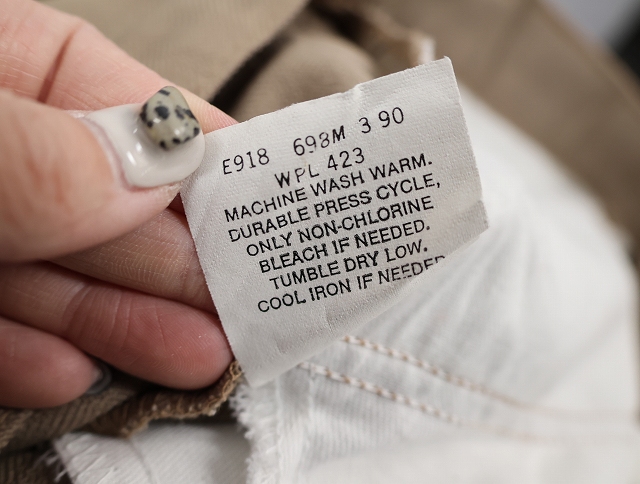 E918 698M 3 90
WPL 423
MACHINE WASH WARM.
DURABLE PRESS CYCLE,
ONLY NON-CHLORINE
BLEACH IF NEEDED.
TUMBLE DRY LOW.
COOL IRON IF NEEDED